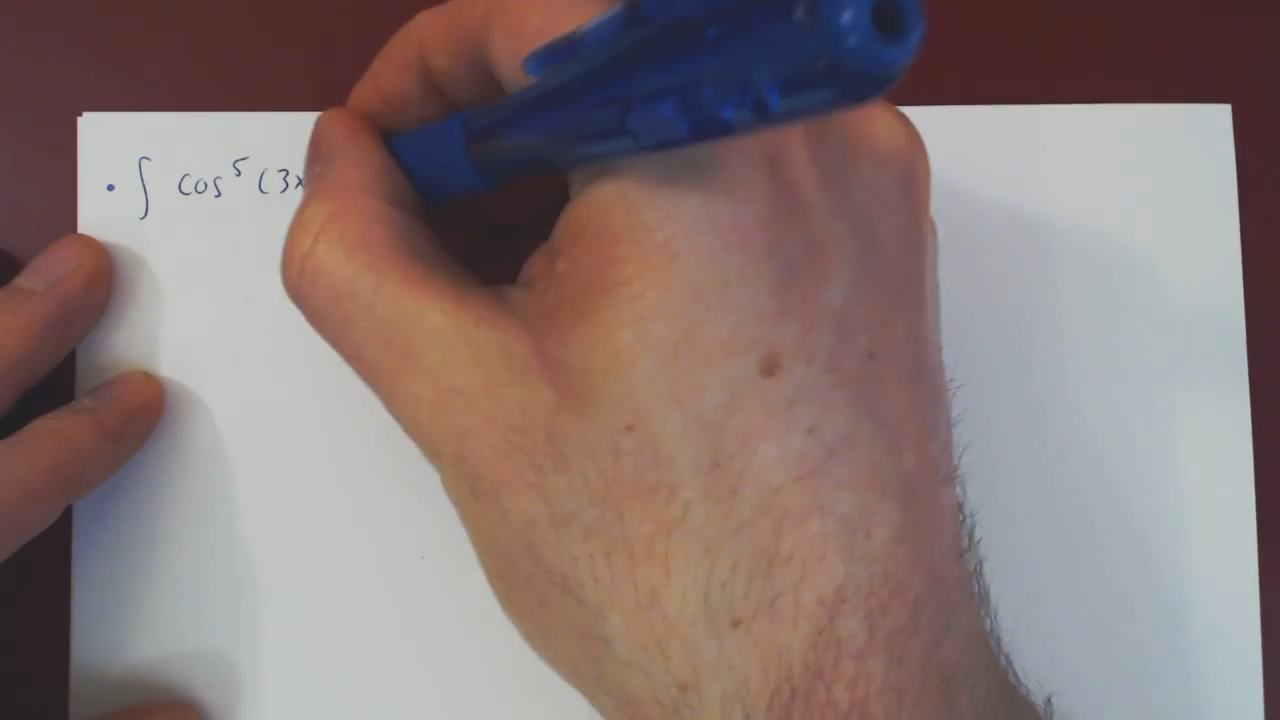 • ∫ cos⁵ (3x